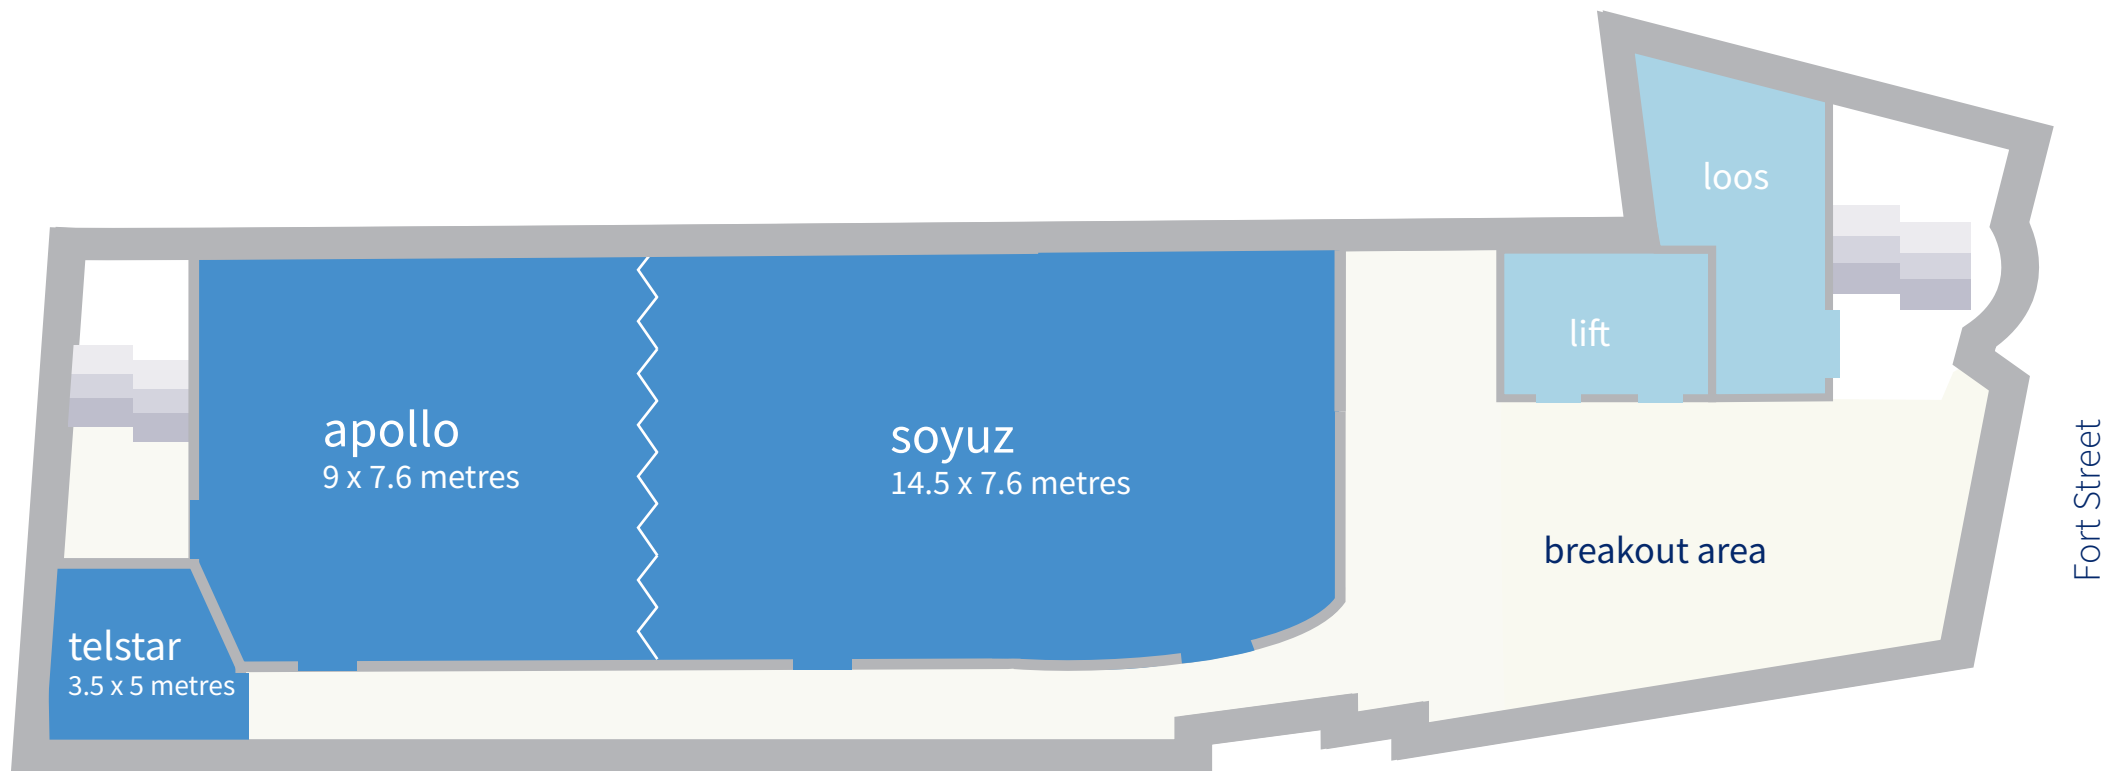 loos
lift
apollo
9 x 7.6 metres
soyuz
14.5 x 7.6 metres
breakout area
Fort Street
telstar
3.5 x 5 metres